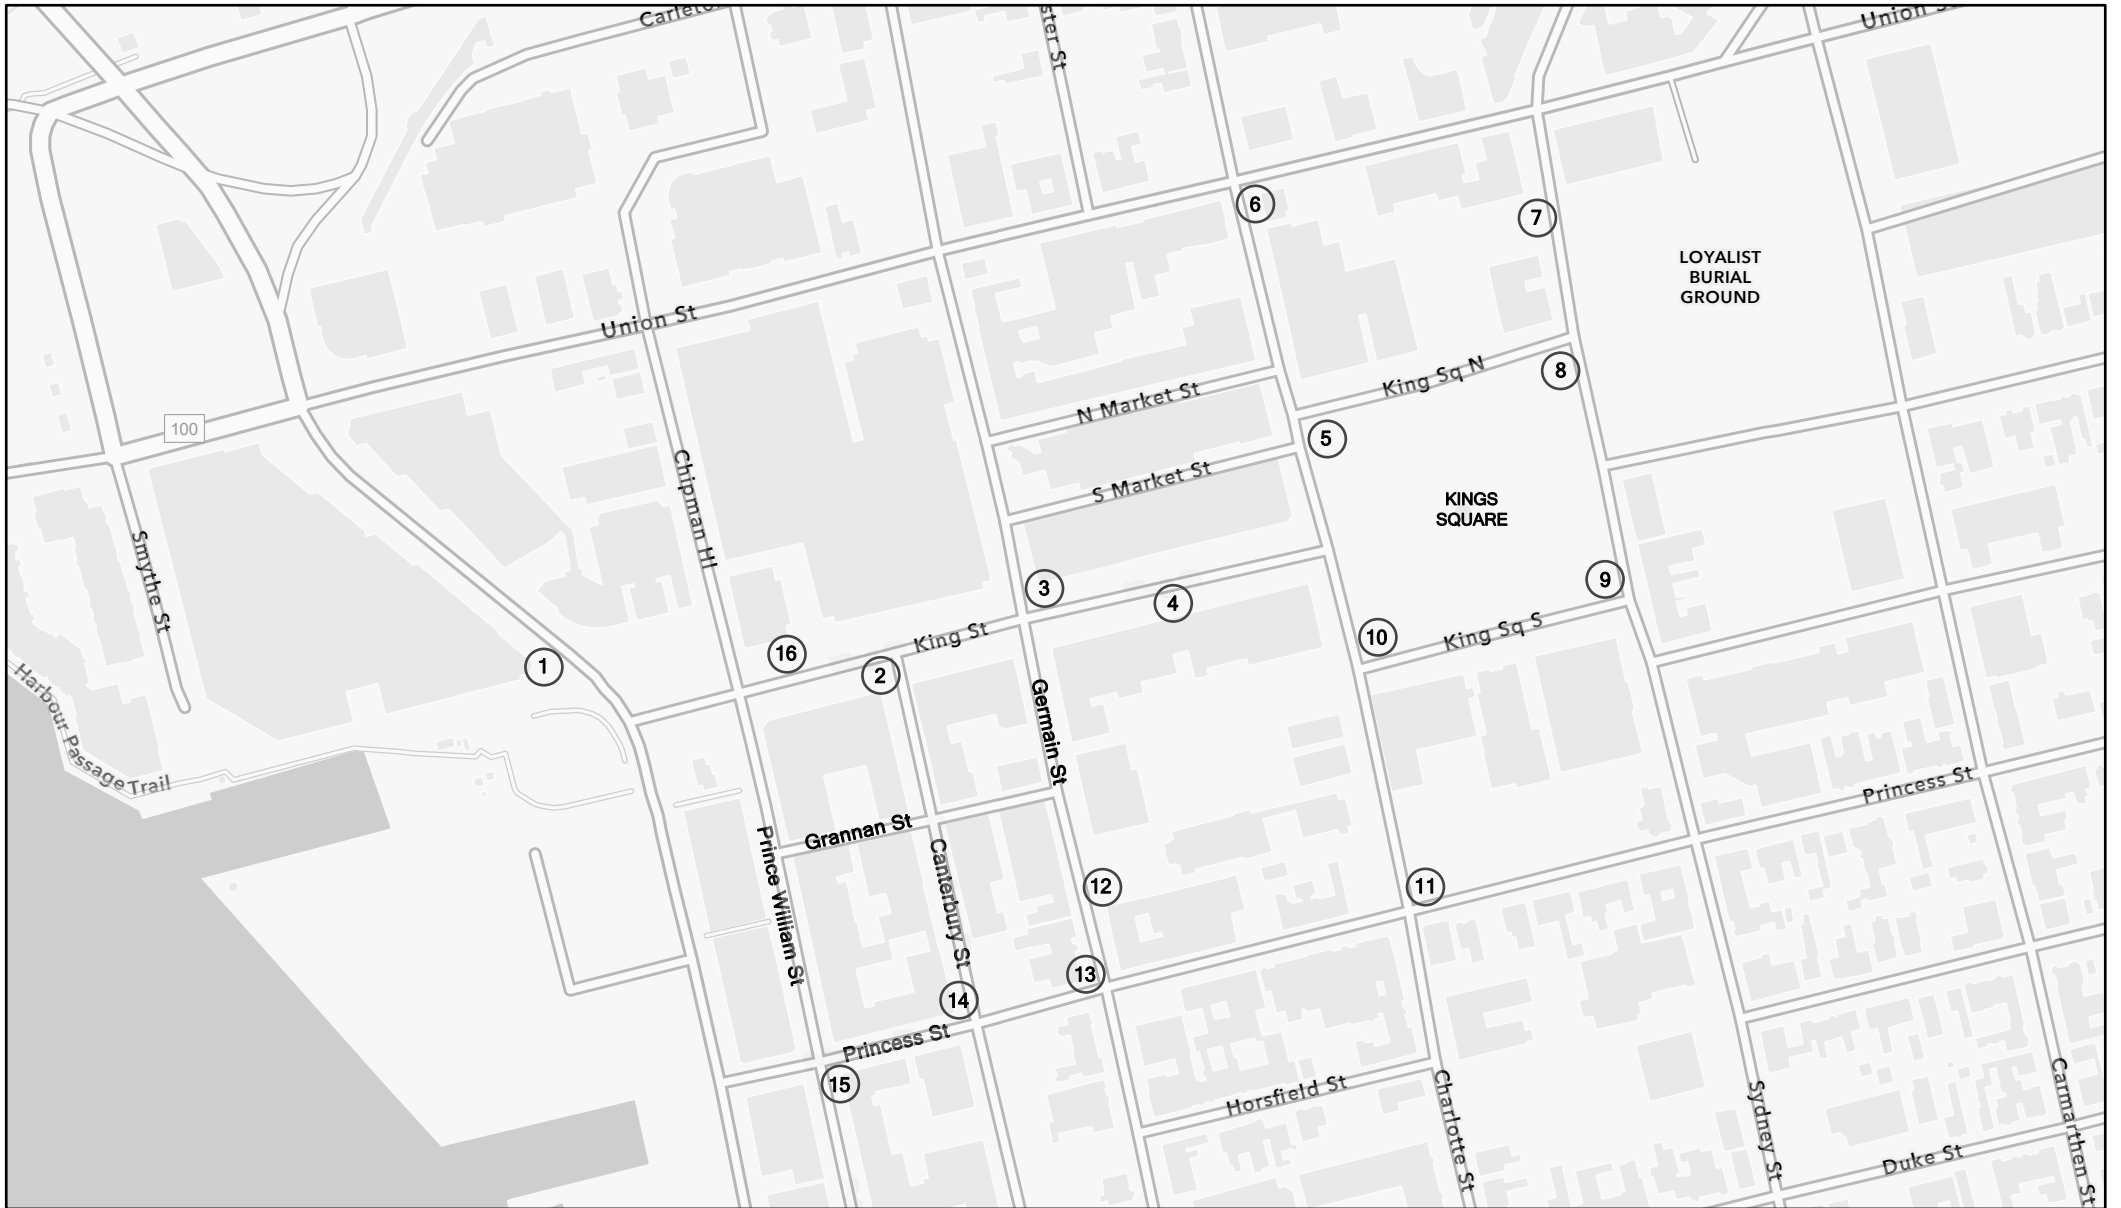 Carleto
ster St
Union S
6
7
LOYALIST
BURIAL
GROUND
Union St
8
King Sq N
N Market St
100
5
S Market St
Chipman Hl
KINGS
SQUARE
Smythe St
3
4
9
King St
10
King Sq S
16
1
2
Harbour Passage Trail
Germain St
Princess St
Grannan St
Prince William St
Canterbury St
12
11
13
14
Princess St
15
Horsfield St
Charlotte St
Sydney St
Carmarthen St
Duke St